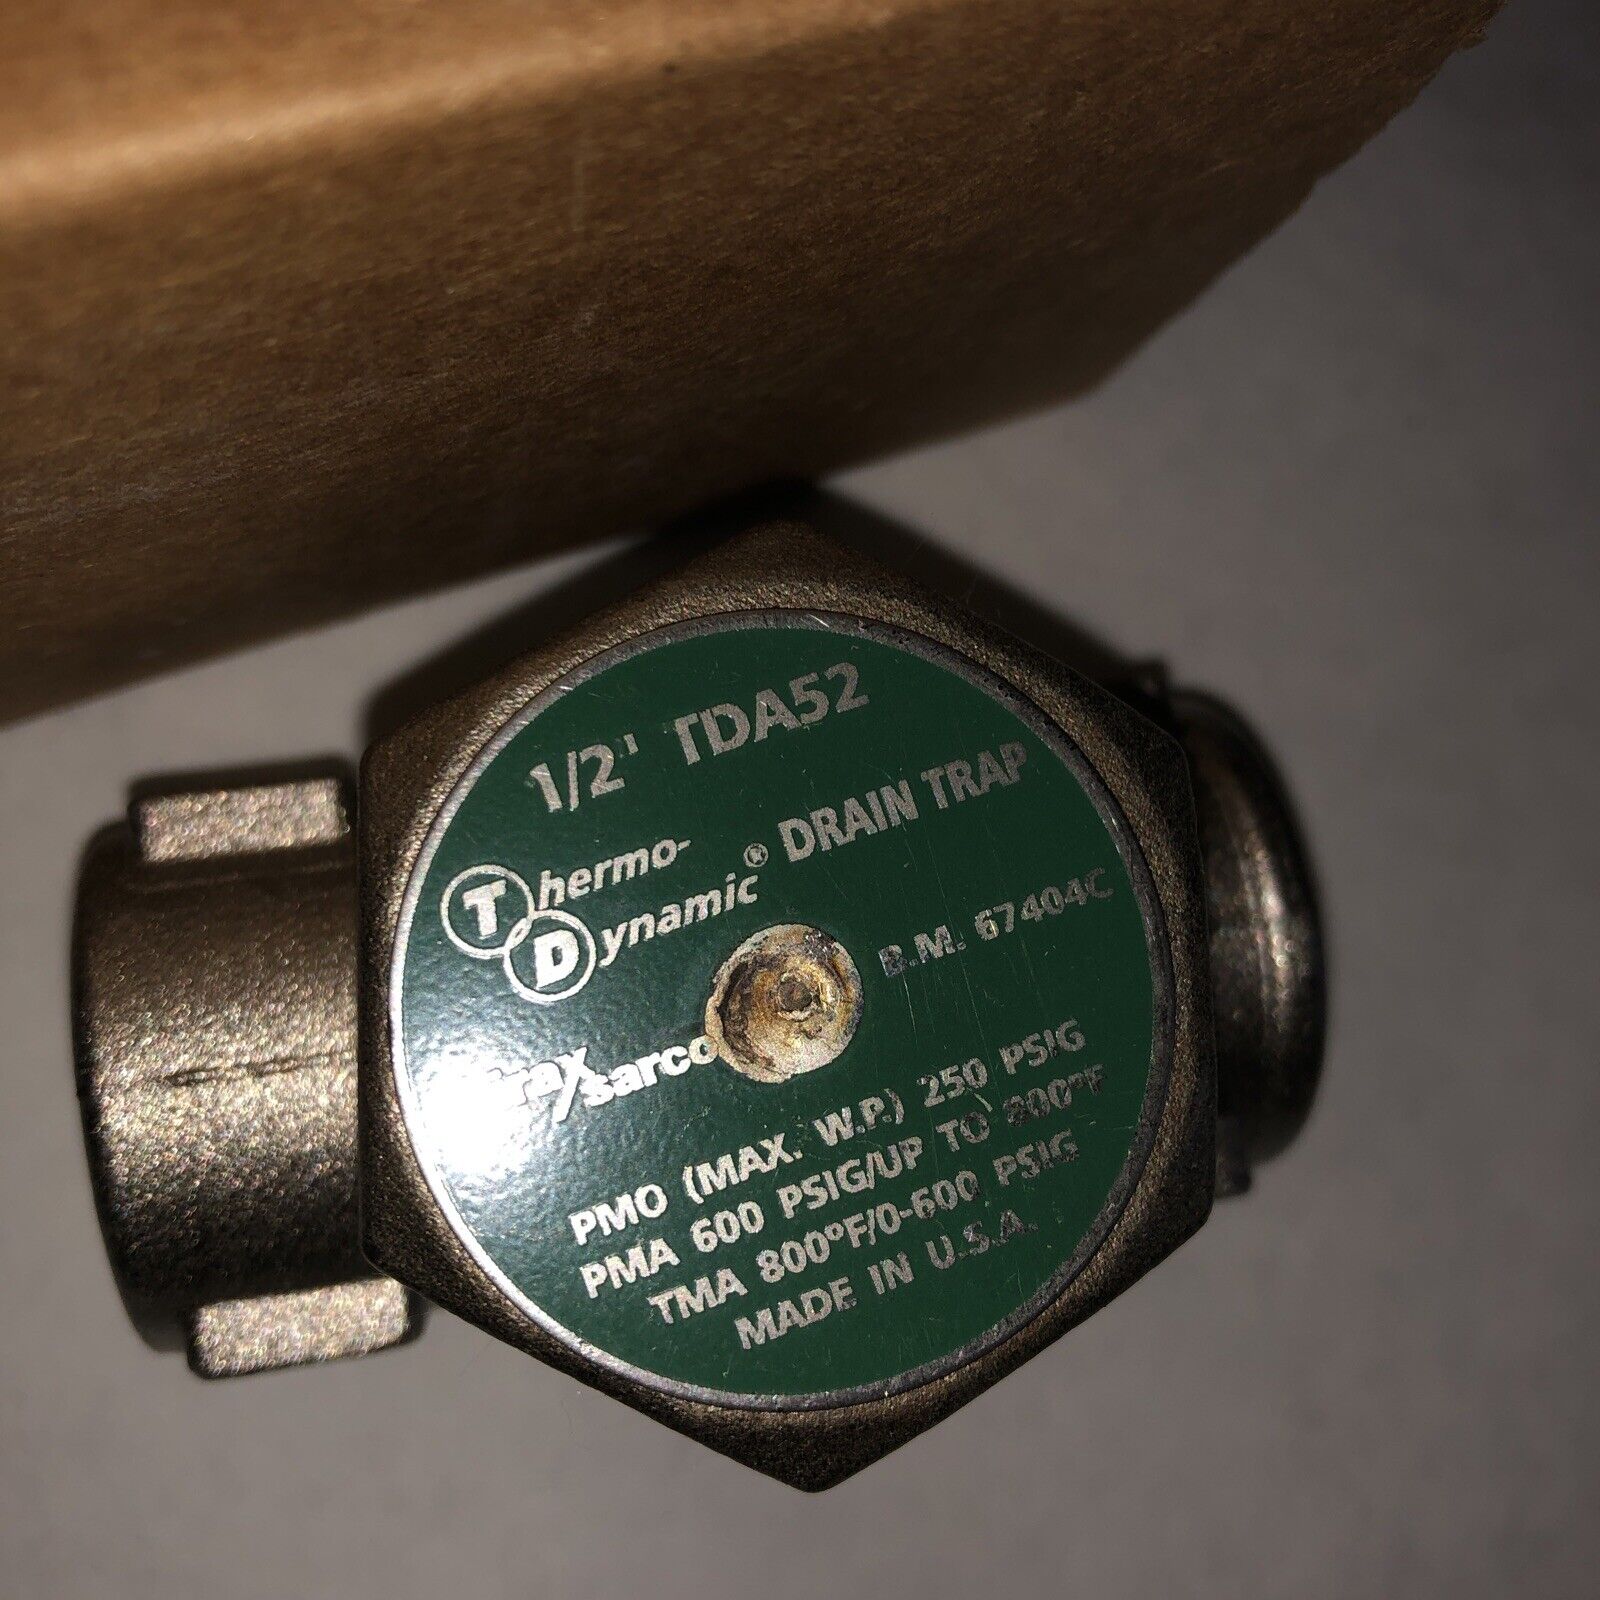 1/2" TDA52
Thermo-
Dynamic® DRAIN TRAP
B.M. 67404C
sarco
PMO (MAX. W.P.) 250 PSIG
PMA 600 PSIG/UP TO 800°F
TMA 800°F/0-600 PSIG
MADE IN U.S.A.